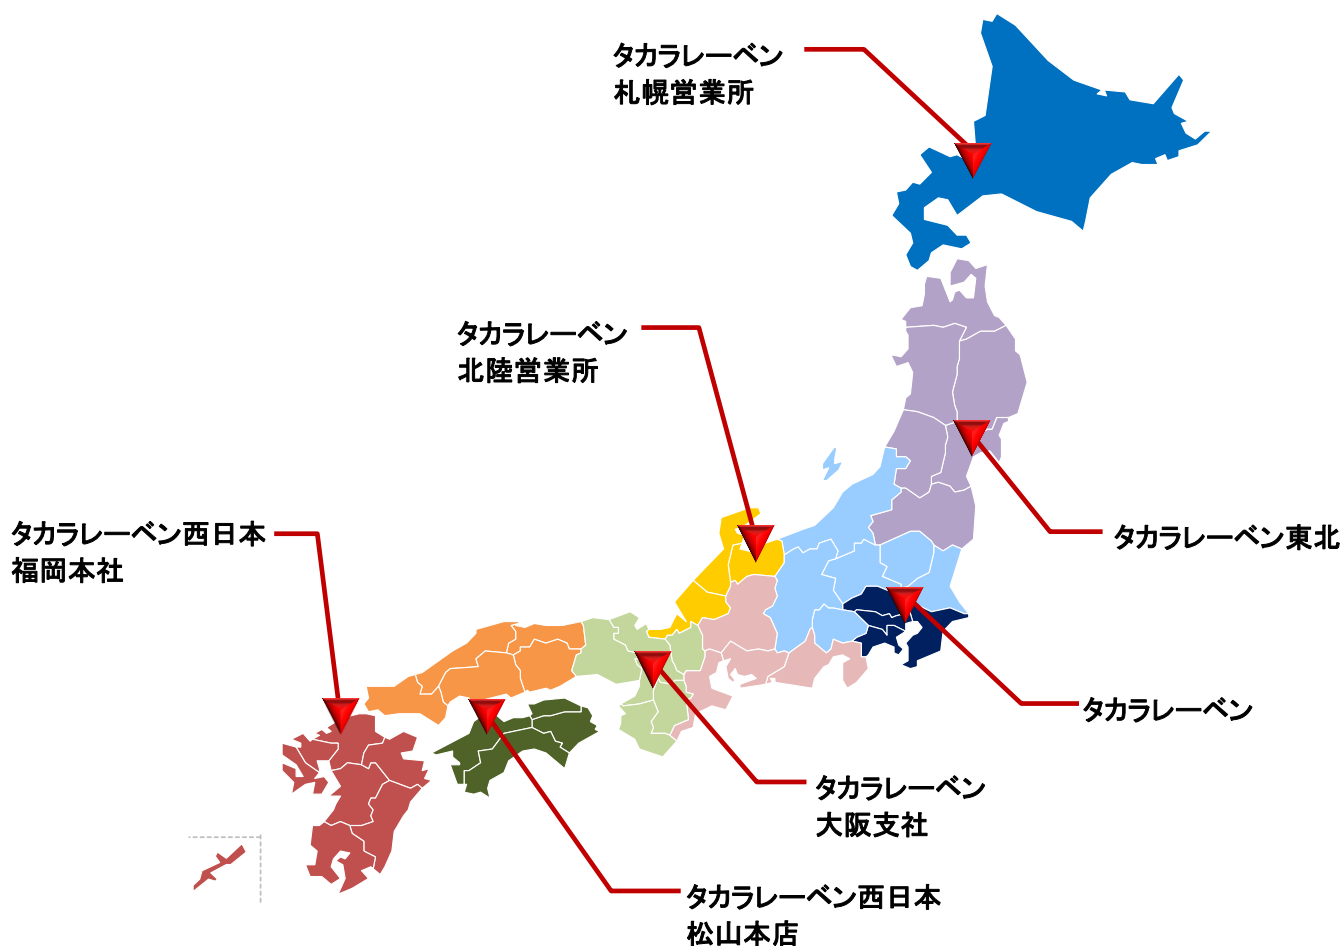 タカラレーベン
札幌営業所
タカラレーベン
北陸営業所
タカラレーベン西日本
福岡本社
タカラレーベン東北
タカラレーベン
タカラレーベン
大阪支社
タカラレーベン西日本
松山本店